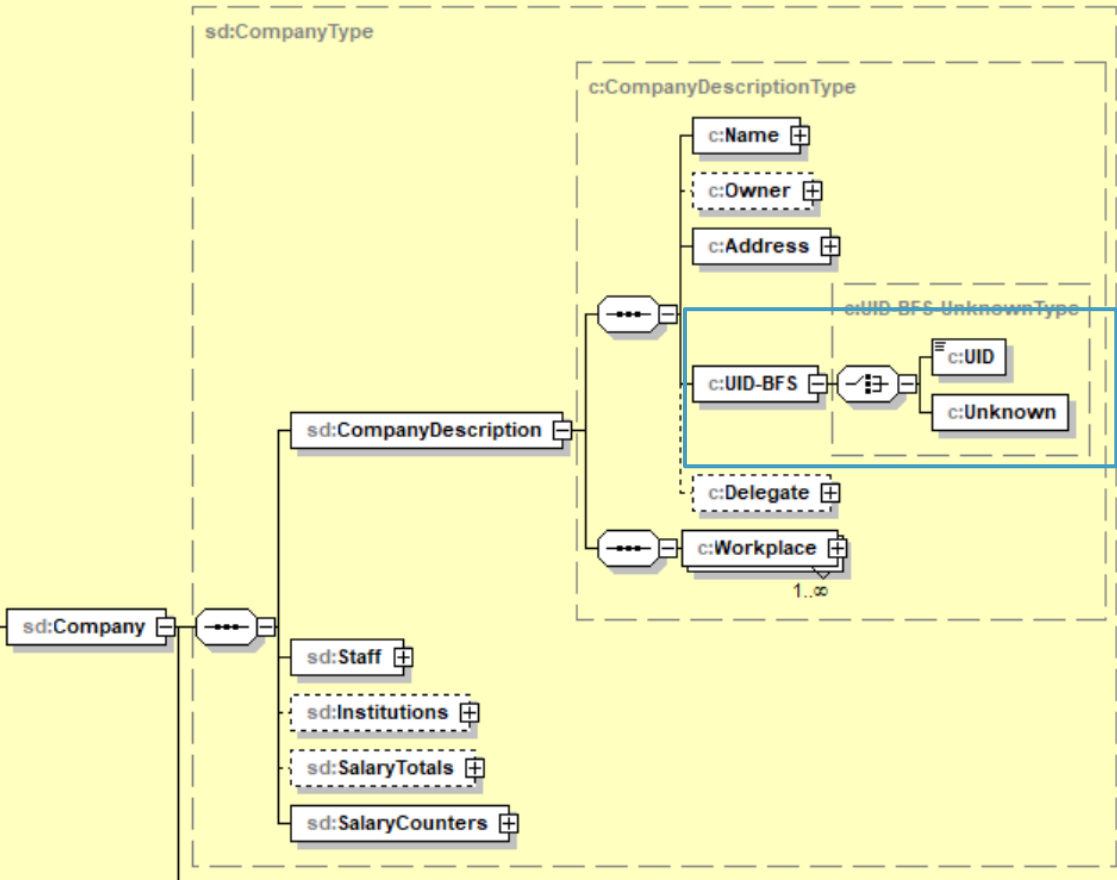 sd:CompanyType
c:CompanyDescriptionType
c:Name
c:Owner
c:Address
c:UID-BFS-UnknownType
c:UID
c:UID-BFS
c:Unknown
sd:CompanyDescription
c:Delegate
c:Workplace
1..∞
sd:Company
sd:Staff
sd:Institutions
sd:SalaryTotals
sd:SalaryCounters